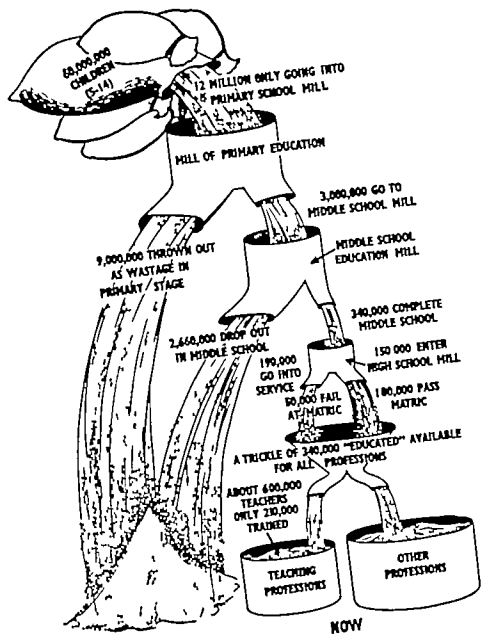 60,000,000
CHILDREN
(5-14)
12 MILLION ONLY GOING INTO
PRIMARY SCHOOL MILL
MILL OF PRIMARY EDUCATION
3,000,000 GO TO
MIDDLE SCHOOL MILL
9,000,000 THROWN OUT
AS WASTAGE IN
PRIMARY STAGE
MIDDLE SCHOOL
EDUCATION MILL
2,660,000 DROP OUT
IN MIDDLE SCHOOL
340,000 COMPLETE
MIDDLE SCHOOL
190,000
GO INTO
SERVICE
150 000 ENTER
HIGH SCHOOL MILL
AT MATRIC
FAIL
PASS
MATRIC
A TRICKLE OF 340,000 "EDUCATED" AVAILABLE
FOR ALL PROFESSIONS
ABOUT 600,000
TEACHERS
ONLY 210,000
TRAINED
TEACHING
PROFESSIONS
OTHER
PROFESSIONS
NOW